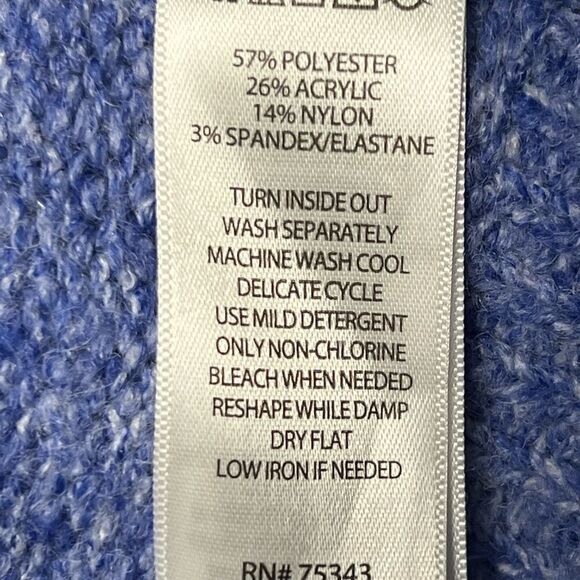 57% POLYESTER
26% ACRYLIC
14% NYLON
3% SPANDEX/ELASTANE
TURN INSIDE OUT
WASH SEPARATELY
MACHINE WASH COOL
DELICATE CYCLE
USE MILD DETERGENT
ONLY NON-CHLORINE
BLEACH WHEN NEEDED
RESHAPE WHILE DAMP
DRY FLAT
LOW IRON IF NEEDED
RN# 75343